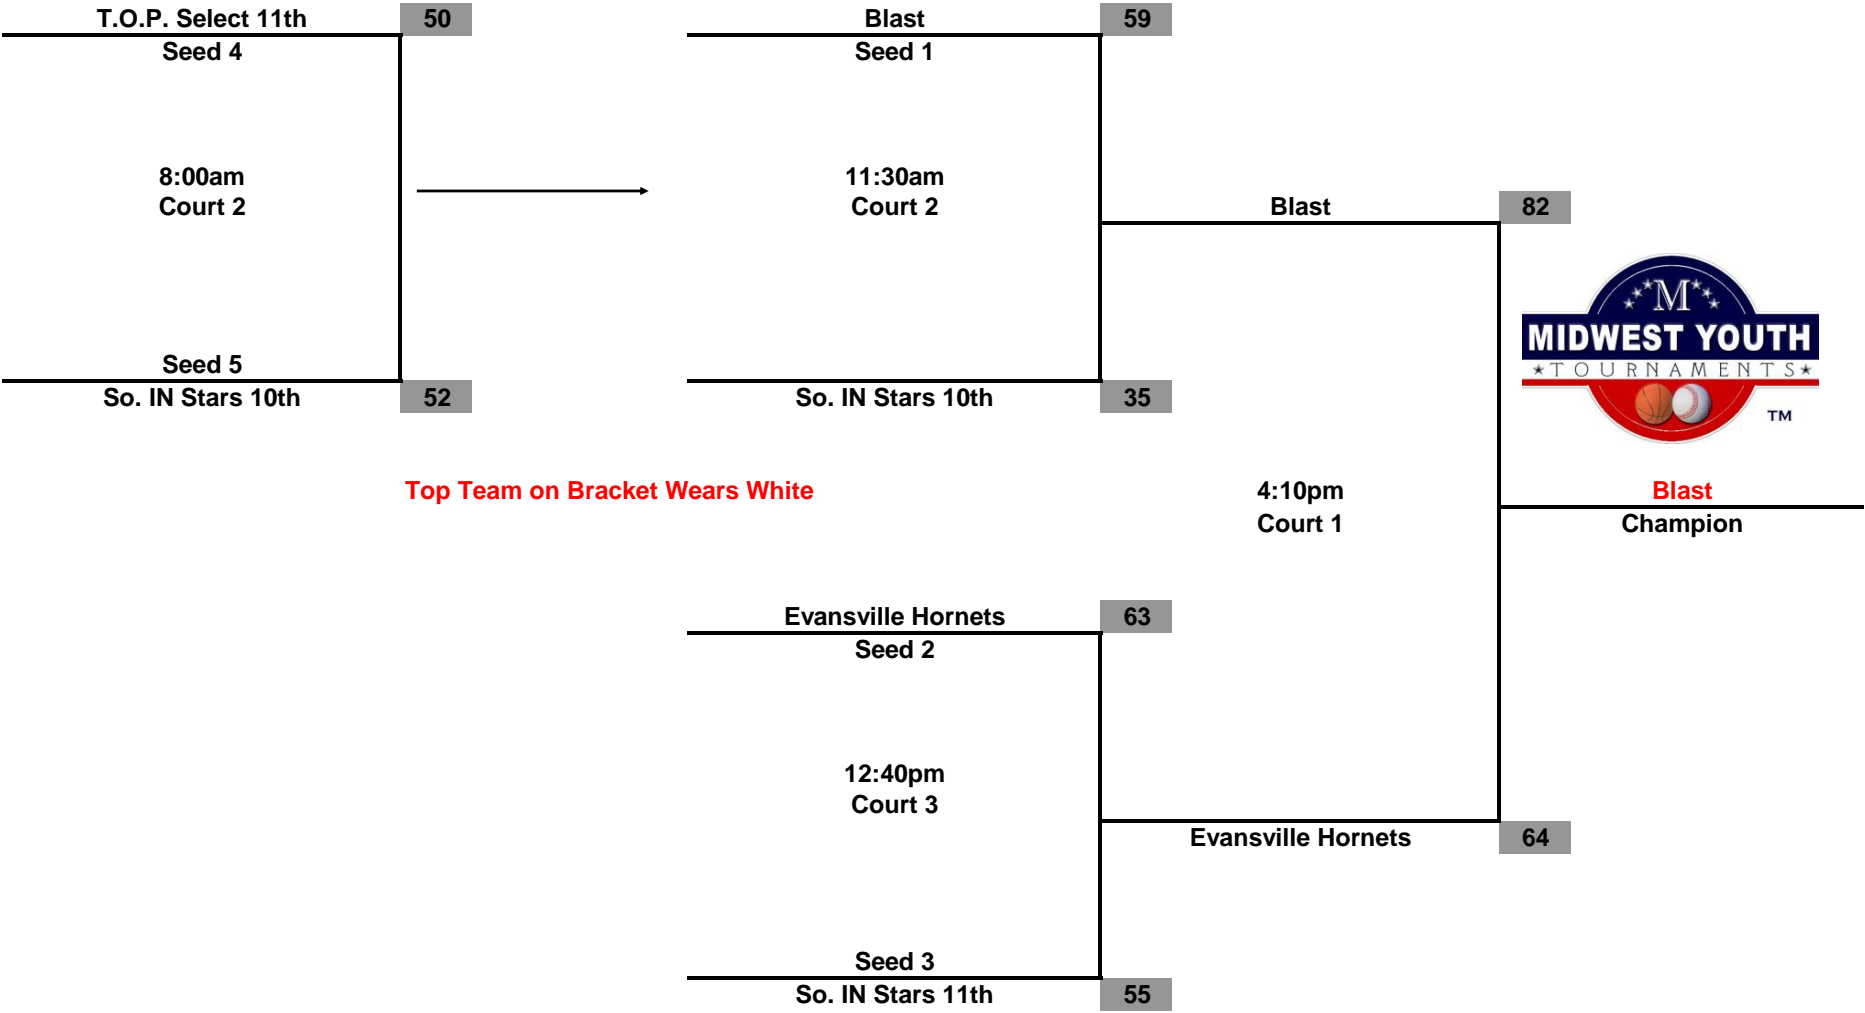 T.O.P. Select 11th 50
Seed 4
8:00am
Court 2
Seed 5
So. IN Stars 10th 52
Blast 59
Seed 1
11:30am
Court 2
So. IN Stars 10th 35
Top Team on Bracket Wears White
Evansville Hornets 63
Seed 2
12:40pm
Court 3
Seed 3
So. IN Stars 11th 55
Blast 82
4:10pm
Court 1
Evansville Hornets 64
M
MIDWEST YOUTH
★TOURNAMENTS★
TM
Blast
Champion